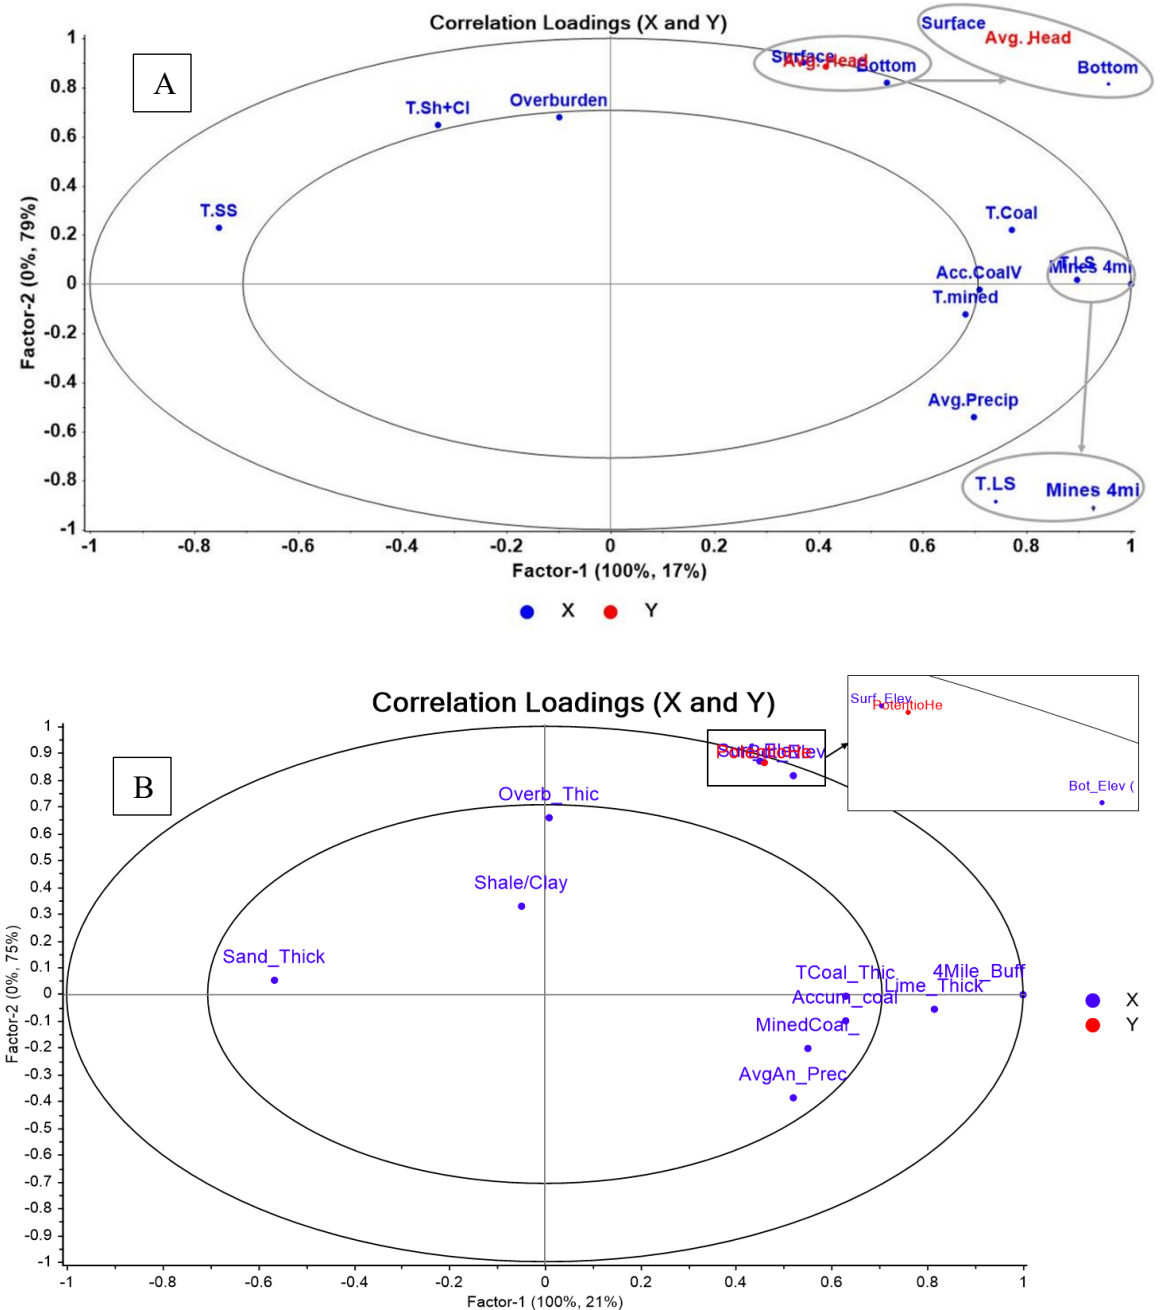 Correlation Loadings (X and Y)
A
Surface
Avg. Head
Bottom
Surface
Avg. Head
Bottom
T.Sh+Cl
Overburden
T.SS
T.Coal
T.LS
Mines 4mi
Acc.CoalV
T.mined
Avg.Precip
T.LS
Mines 4mi
1
0.8
0.6
0.4
0.2
0
-0.2
-0.4
-0.6
-0.8
-1
Factor-2 (0%, 79%)
-1 -0.8 -0.6 -0.4 -0.2 0 0.2 0.4 0.6 0.8 1
Factor-1 (100%, 17%)
X Y
Correlation Loadings (X and Y)
B
Surf_Elev
PotentioHe
Bot_Elev
Surf_Elev
PotentioHe
Bot_Elev (
Overb_Thic
Shale/Clay
Sand_Thick
TCoal_Thic
4Mile_Buff
Lime_Thick
Accum_coal
MinedCoal_
AvgAn_Prec
1
0.9
0.8
0.7
0.6
0.5
0.4
0.3
0.2
0.1
0
-0.1
-0.2
-0.3
-0.4
-0.5
-0.6
-0.7
-0.8
-0.9
-1
Factor-2 (0%, 75%)
X
Y
-1 -0.8 -0.6 -0.4 -0.2 0 0.2 0.4 0.6 0.8 1
Factor-1 (100%, 21%)